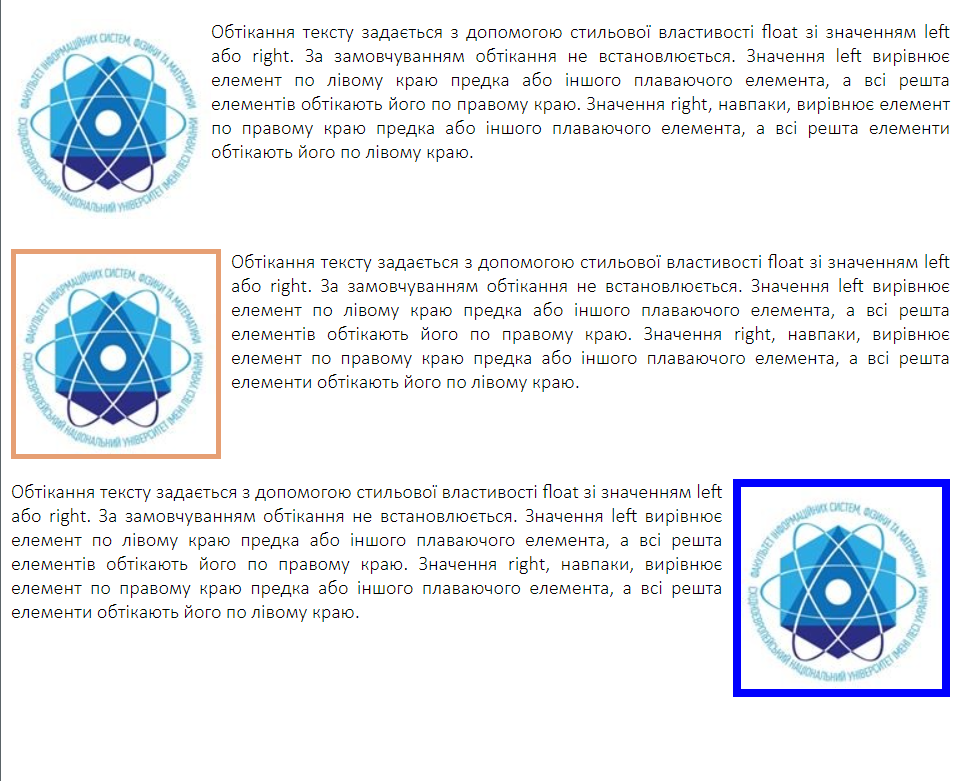 ФАКУЛЬТЕТ ІНФОРМАЦІЙНИХ СИСТЕМ, ФІЗИКИ ТА МАТЕМАТИКИ
СХІДНОЄВРОПЕЙСЬКИЙ НАЦІОНАЛЬНИЙ УНІВЕРСИТЕТ ІМЕНІ ЛЕСІ УКРАЇНКИ
Обтікання тексту задається з допомогою стильової властивості float зі значенням left
або right. За замовчуванням обтікання не встановлюється. Значення left вирівнює
елемент по лівому краю предка або іншого плаваючого елемента, а всі решта
елементів обтікають його по правому краю. Значення right, навпаки, вирівнює елемент
по правому краю предка або іншого плаваючого елемента, а всі решта елементи
обтікають його по лівому краю.
ФАКУЛЬТЕТ ІНФОРМАЦІЙНИХ СИСТЕМ, ФІЗИКИ ТА МАТЕМАТИКИ
СХІДНОЄВРОПЕЙСЬКИЙ НАЦІОНАЛЬНИЙ УНІВЕРСИТЕТ ІМЕНІ ЛЕСІ УКРАЇНКИ
Обтікання тексту задається з допомогою стильової властивості float зі значенням left
або right. За замовчуванням обтікання не встановлюється. Значення left вирівнює
елемент по лівому краю предка або іншого плаваючого елемента, а всі решта
елементів обтікають його по правому краю. Значення right, навпаки, вирівнює
елемент по правому краю предка або іншого плаваючого елемента, а всі решта
елементи обтікають його по лівому краю.
Обтікання тексту задається з допомогою стильової властивості float зі значенням left
або right. За замовчуванням обтікання не встановлюється. Значення left вирівнює
елемент по лівому краю предка або іншого плаваючого елемента, а всі решта
елементів обтікають його по правому краю. Значення right, навпаки, вирівнює
елемент по правому краю предка або іншого плаваючого елемента, а всі решта
елементи обтікають його по лівому краю.
ФАКУЛЬТЕТ ІНФОРМАЦІЙНИХ СИСТЕМ, ФІЗИКИ ТА МАТЕМАТИКИ
СХІДНОЄВРОПЕЙСЬКИЙ НАЦІОНАЛЬНИЙ УНІВЕРСИТЕТ ІМЕНІ ЛЕСІ УКРАЇНКИ